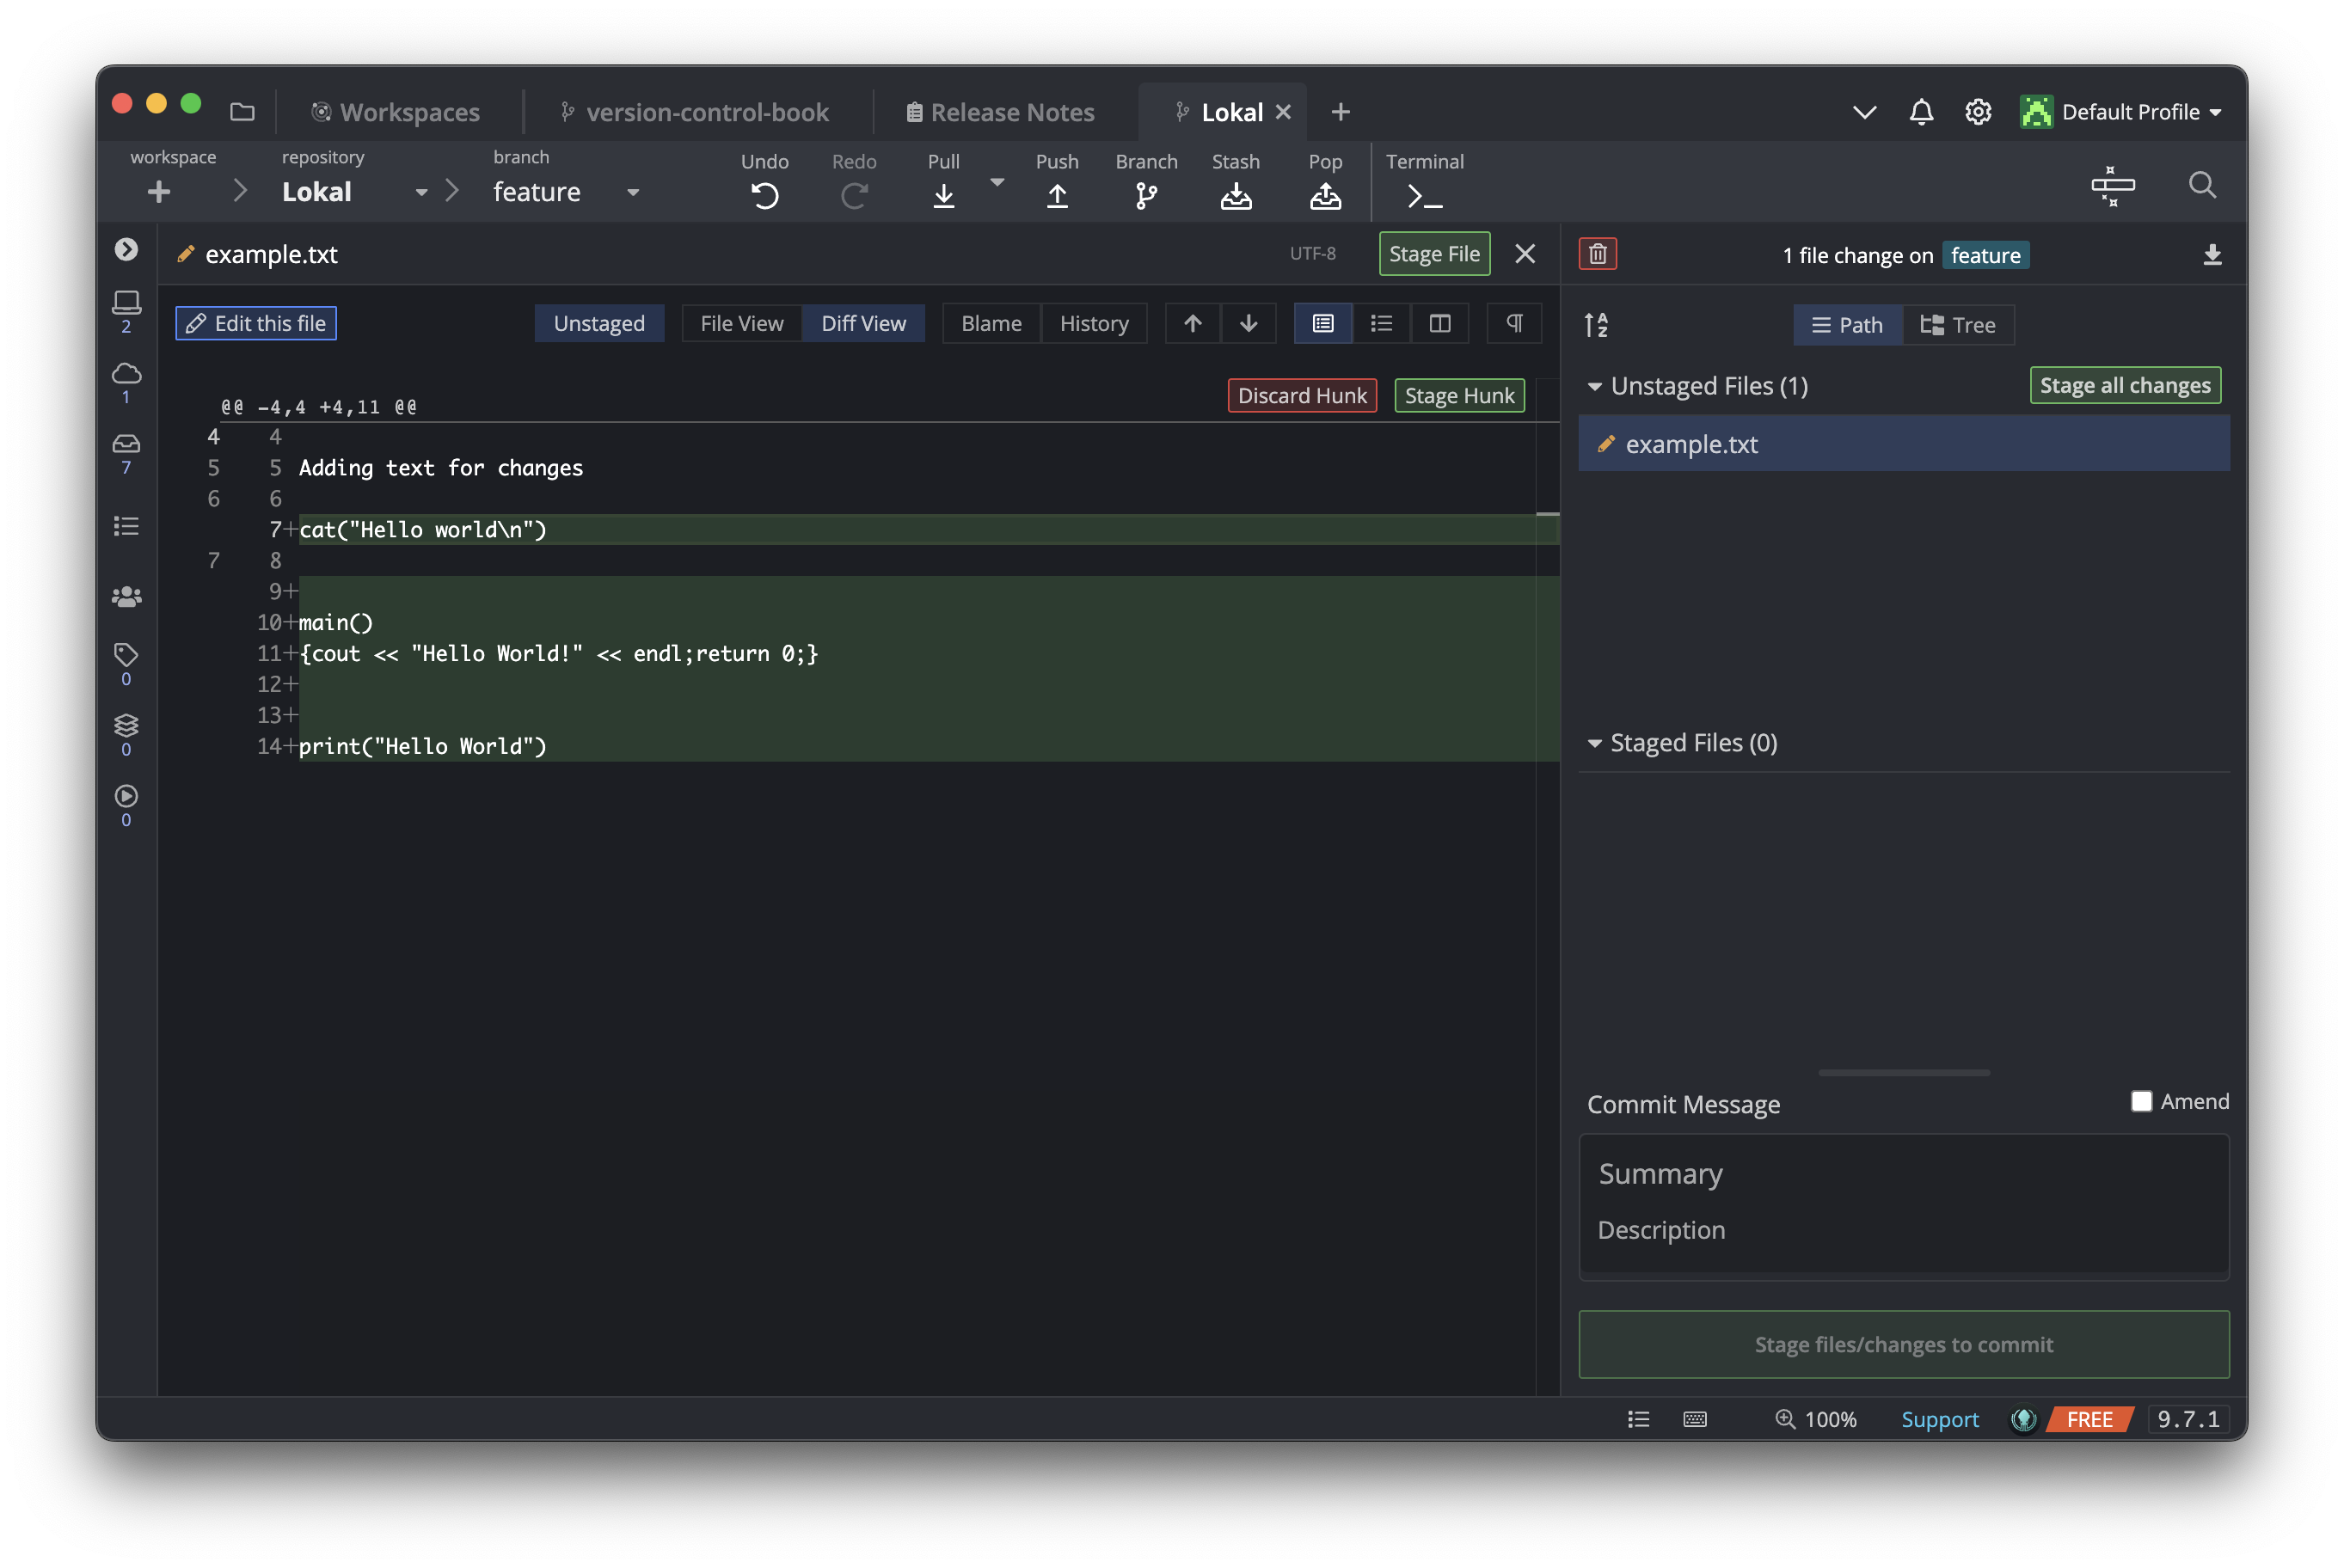 Workspaces
version-control-book
Release Notes
Lokal
Default Profile
workspace
repository
Lokal
branch
feature
Undo
Redo
Pull
Push
Branch
Stash
Pop
Terminal
example.txt
UTF-8
Stage File
1 file change on feature
Edit this file
Unstaged
File View
Diff View
Blame
History
Path
Tree
Discard Hunk
Stage Hunk
@@ -4,4 +4,11 @@
4 4
5 5 Adding text for changes
6 6
7+cat("Hello world\n")
7 8
9+
10+main()
11+{cout << "Hello World!" << endl;return 0;}
12+
13+
14+print("Hello World")
2
1
7
0
0
0
Unstaged Files (1)
Stage all changes
example.txt
Staged Files (0)
Commit Message
Amend
Summary
Description
Stage files/changes to commit
100%
Support
FREE
9.7.1